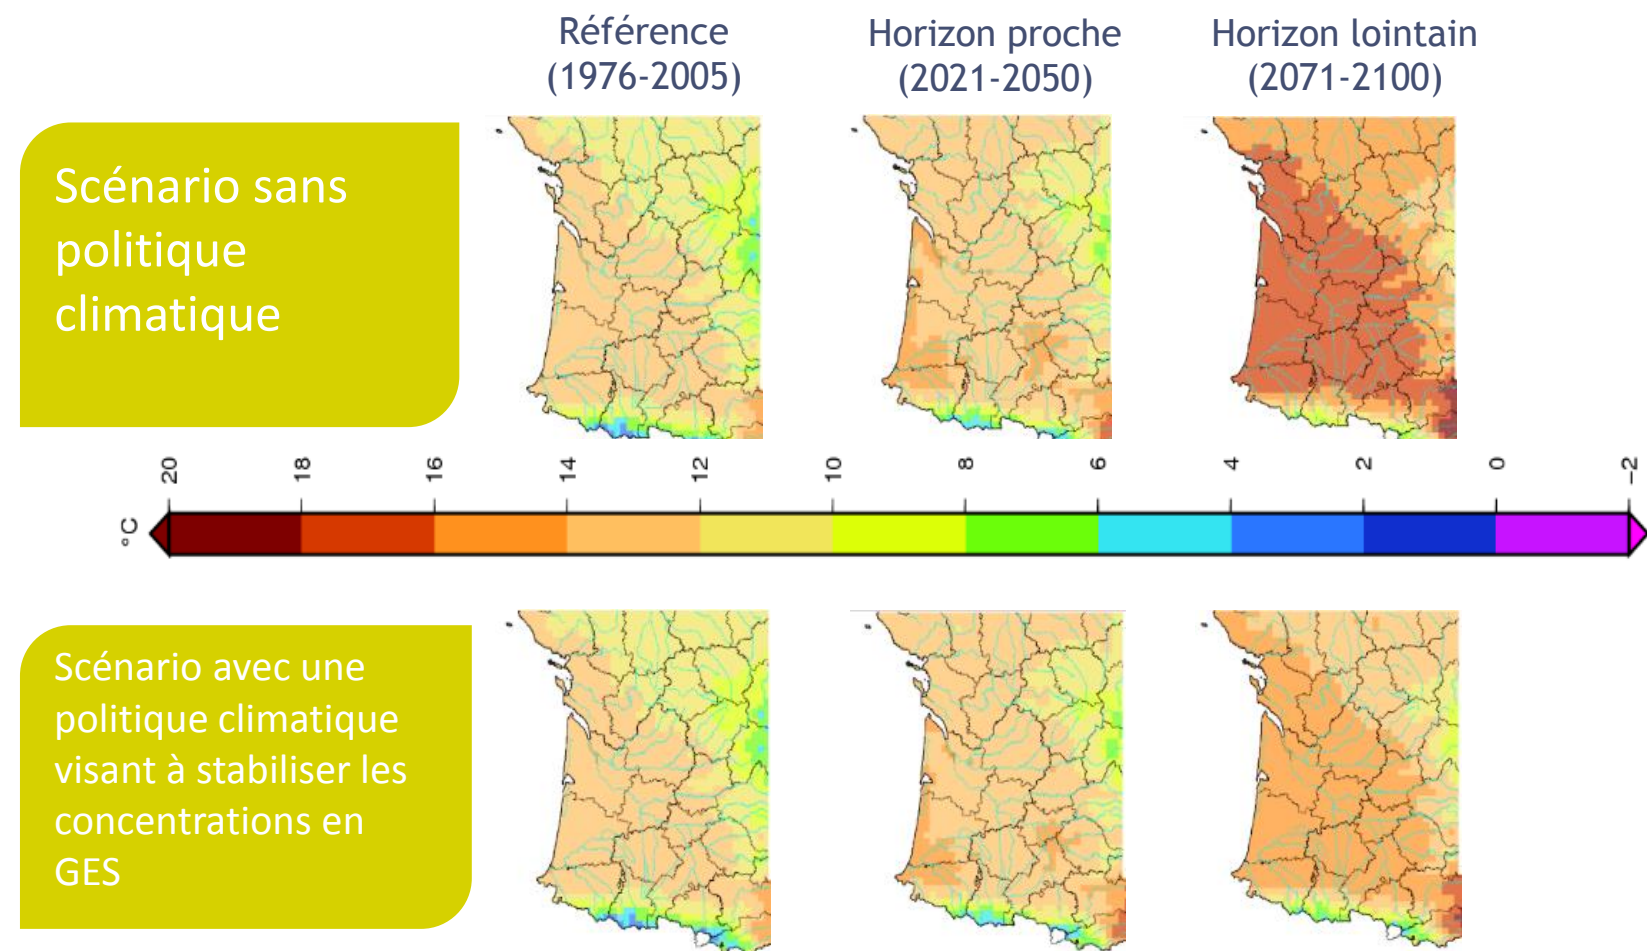 Référence
(1976-2005)
Horizon proche
(2021-2050)
Horizon lointain
(2071-2100)
Scénario sans
politique
climatique
°C
20
18
16
14
12
10
8
6
4
2
0
−2
Scénario avec une
politique climatique
visant à stabiliser les
concentrations en
GES